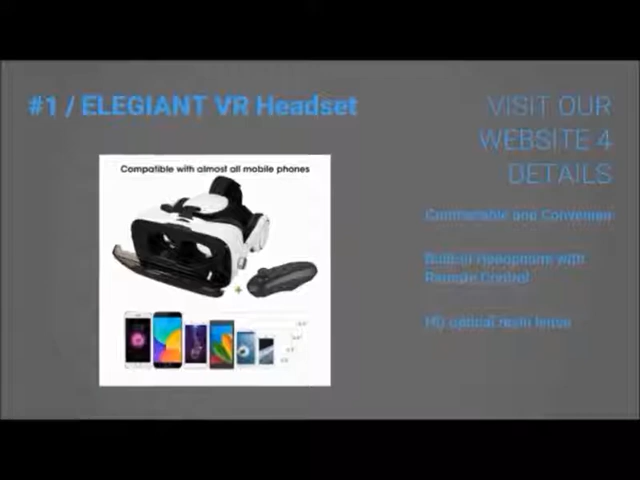 #1 / ELEGIANT VR Headset
VISIT OUR
WEBSITE 4
DETAILS
Compatible with almost all mobile phones
Comfortable and Convenien
Built-in Headphone with
Remote Control
HD optical resin lense